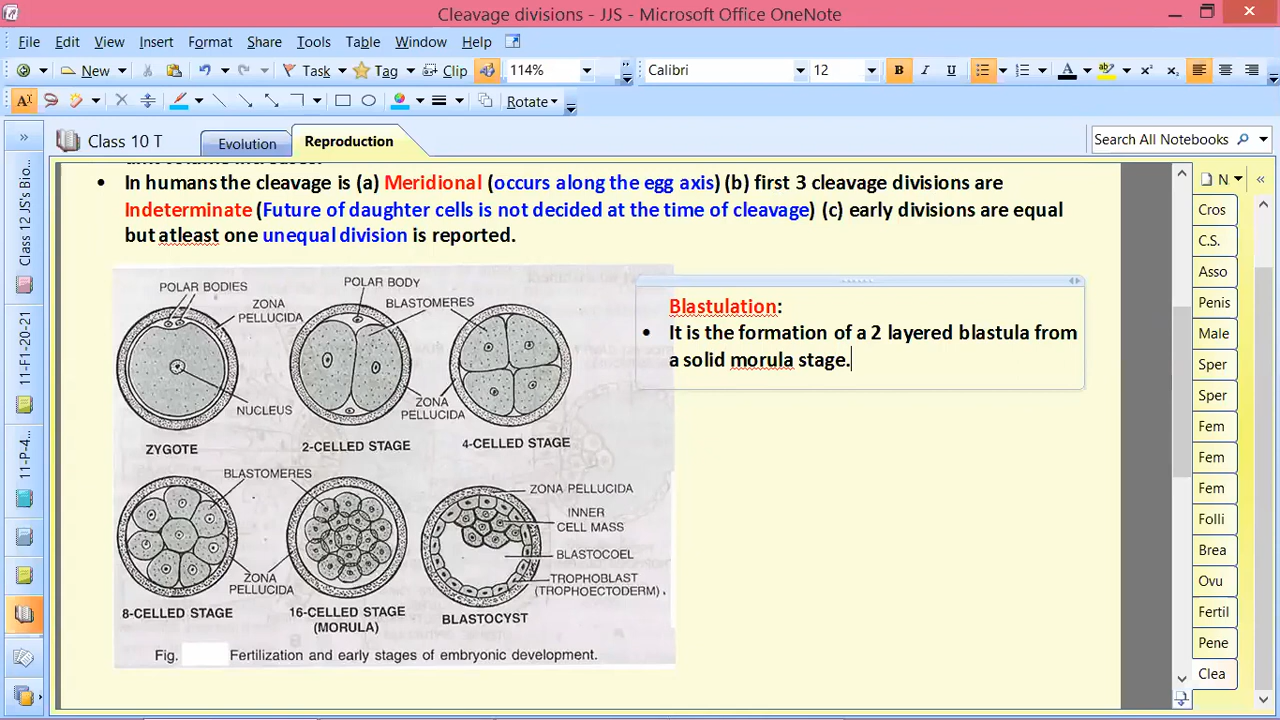 Cleavage divisions - JJS - Microsoft Office OneNote
File Edit View Insert Format Share Tools Table Window Help
New Task Tag Clip 114% Calibri 12 B I U A
Rotate
Class 10 T Evolution Reproduction Search All Notebooks
In humans the cleavage is (a) Meridional (occurs along the egg axis) (b) first 3 cleavage divisions are
Indeterminate (Future of daughter cells is not decided at the time of cleavage) (c) early divisions are equal
but atleast one unequal division is reported.
POLAR BODIES
ZONA
PELLUCIDA
NUCLEUS
ZYGOTE
POLAR BODY
BLASTOMERES
ZONA
PELLUCIDA
2-CELLED STAGE
4-CELLED STAGE
BLASTOMERES
ZONA
PELLUCIDA
8-CELLED STAGE
16-CELLED STAGE
(MORULA)
ZONA PELLUCIDA
INNER
CELL MASS
BLASTOCOEL
TROPHOBLAST
(TROPHOECTODERM)
BLASTOCYST
Fig. Fertilization and early stages of embryonic development.
Blastulation:
It is the formation of a 2 layered blastula from
a solid morula stage.
Class 12 JJ'S Bio...
11-F1-20-21
11-P-4...
N
Cros
C.S.
Asso
Penis
Male
Sper
Sper
Fem
Fem
Fem
Folli
Brea
Ovu
Fertil
Pene
Clea